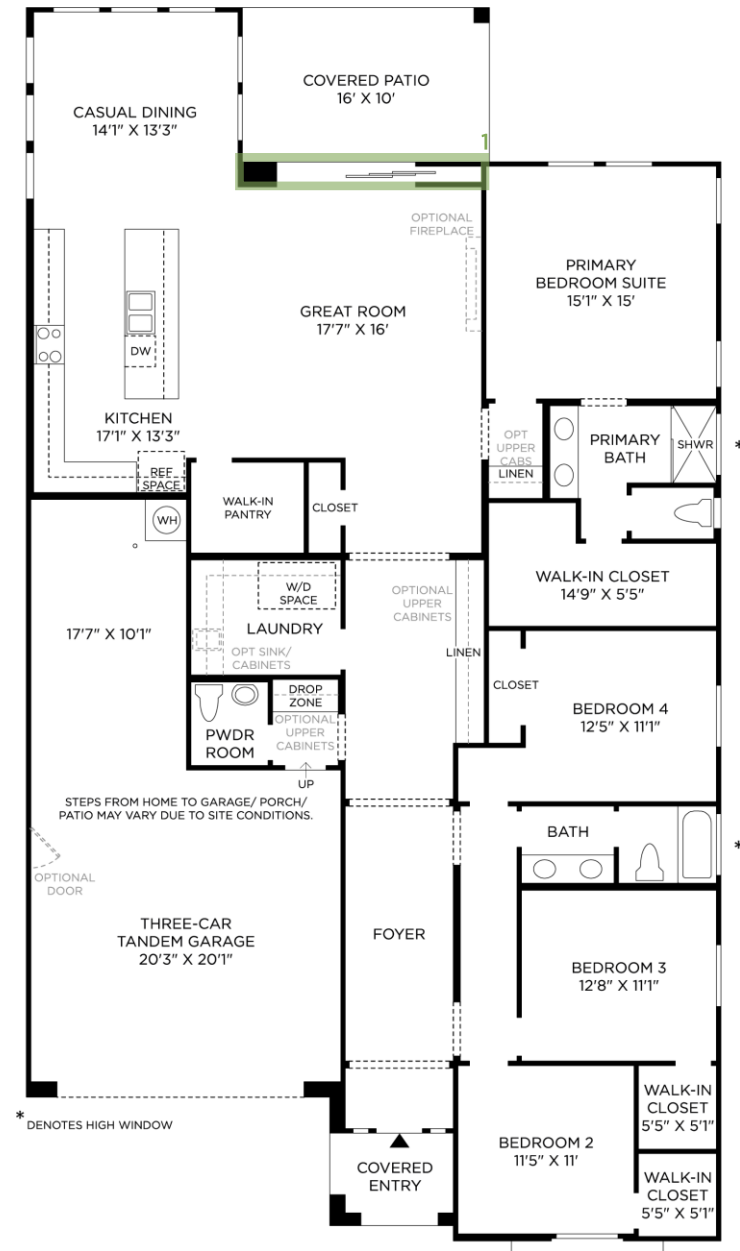 COVERED PATIO
16' X 10'
CASUAL DINING
14'1" X 13'3"
1
OPTIONAL
FIREPLACE
PRIMARY
BEDROOM SUITE
15'1" X 15'
GREAT ROOM
17'7" X 16'
DW
KITCHEN
17'1" X 13'3"
OPT
UPPER
CABS
LINEN
PRIMARY
BATH
SHWR
*
REF
SPACE
WALK-IN
PANTRY
CLOSET
WH
WALK-IN CLOSET
14'9" X 5'5"
W/D
SPACE
OPTIONAL
UPPER
CABINETS
17'7" X 10'1"
LAUNDRY
OPT SINK/
CABINETS
LINEN
CLOSET
DROP
ZONE
BEDROOM 4
12'5" X 11'1"
OPTIONAL
UPPER
CABINETS
PWDR
ROOM
UP
STEPS FROM HOME TO GARAGE/ PORCH/
PATIO MAY VARY DUE TO SITE CONDITIONS.
BATH
*
OPTIONAL
DOOR
THREE-CAR
TANDEM GARAGE
20'3" X 20'1"
FOYER
BEDROOM 3
12'8" X 11'1"
WALK-IN
CLOSET
5'5" X 5'1"
* DENOTES HIGH WINDOW
BEDROOM 2
11'5" X 11'
COVERED
ENTRY
WALK-IN
CLOSET
5'5" X 5'1"